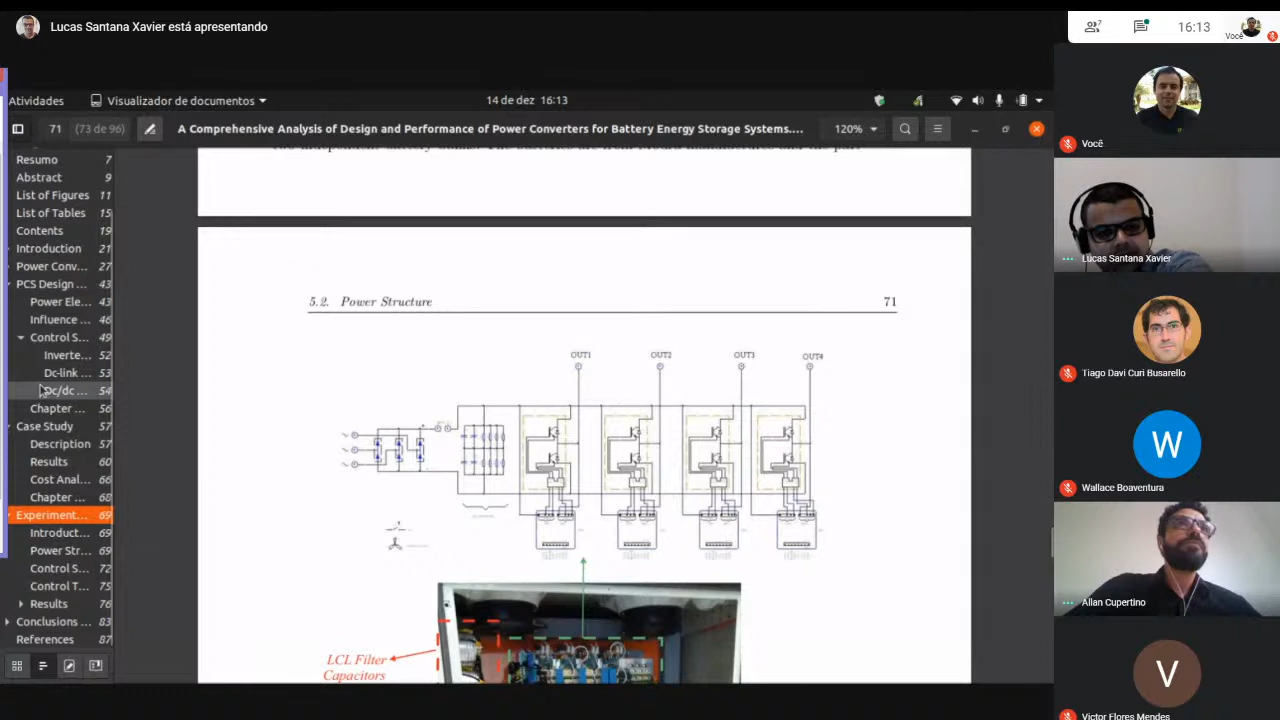 Lucas Santana Xavier está apresentando
7
16:13
Você
Atividades
Visualizador de documentos
14 de dez 16:13
71 (73 de 96)
A Comprehensive Analysis of Design and Performance of Power Converters for Battery Energy Storage Systems....
120%
Resumo 7
Abstract 9
List of Figures 11
List of Tables 15
Contents 19
Introduction 21
Power Conv... 27
PCS Design ... 43
Power Ele... 43
Influence ... 46
Control S... 49
Inverte... 52
Dc-link ... 53
Dc/dc ... 54
Chapter ... 56
Case Study 57
Description 57
Results 60
Cost Anal... 66
Chapter ... 68
Experiment... 69
Introduct... 69
Power Str... 69
Control S... 72
Control T... 75
Results 76
Conclusions ... 83
References 87
5.2. Power Structure 71
OUT1 OUT2 OUT3 OUT4
LCL Filter
Capacitors
Você
Lucas Santana Xavier
Tiago Davi Curi Busarello
W
Wallace Boaventura
Allan Cupertino
V
Victor Flores Mendes